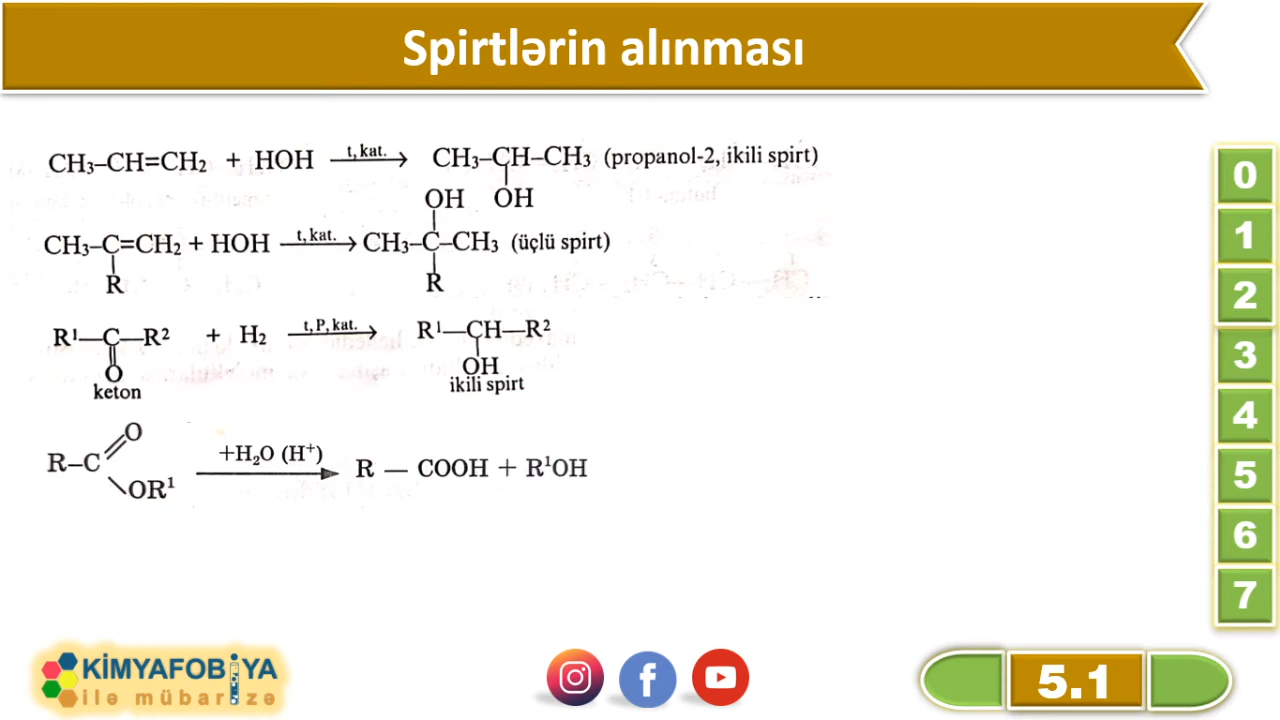 Spirtlərin alınması
CH₃–CH=CH₂ + HOH t, kat. → CH₃–CH–CH₃ (propanol-2, ikili spirt)
OH OH
CH₃–C=CH₂ + HOH t, kat. → CH₃–C–CH₃ (üçlü spirt)
R R
R¹—C—R² + H₂ t, P, kat. → R¹—CH—R²
O OH
keton ikili spirt
O
R–C +H₂O (H⁺) → R — COOH + R¹OH
OR¹
0
1
2
3
4
5
6
7
KİMYAFOBİYA
ilə mübarizə
5.1